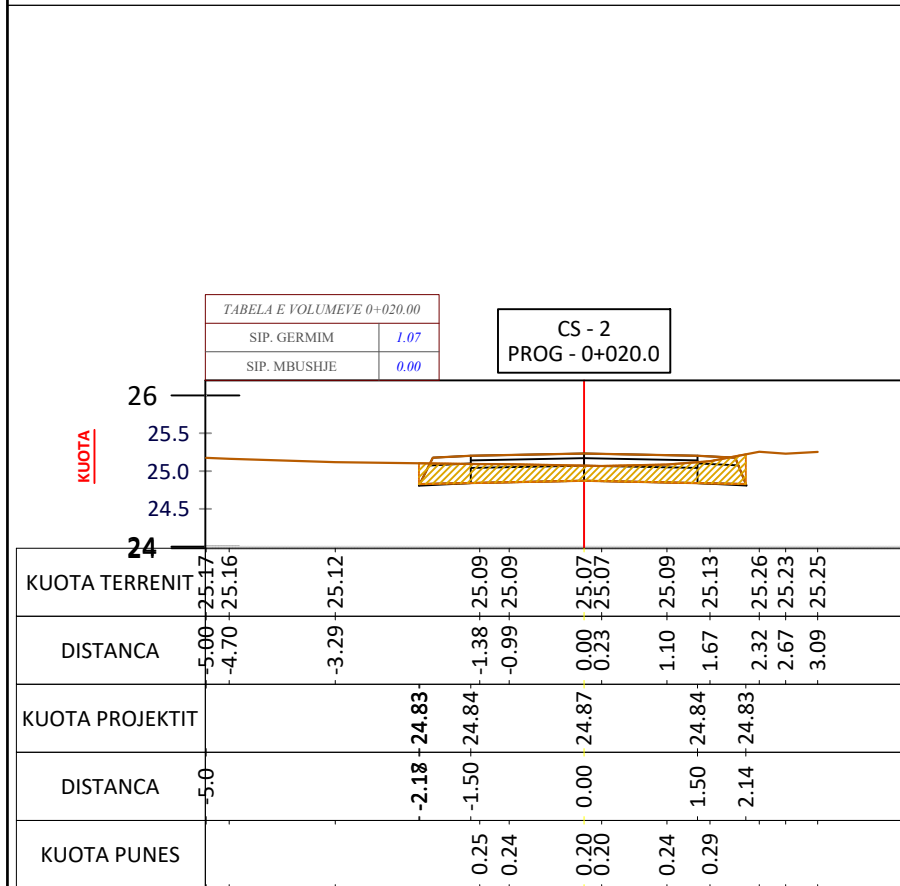 TABELA E VOLUMEVE 0+020.00
SIP. GERMIM 1.07
SIP. MBUSHJE 0.00
CS - 2
PROG - 0+020.0
KUOTA
26
25.5
25.0
24.5
24
KUOTA TERRENIT 25.17 25.16 25.12 25.09 25.09 25.07 25.07 25.09 25.13 25.26 25.23 25.25
DISTANCA -5.00 -4.70 -3.29 -1.38 -0.99 0.00 0.23 1.10 1.67 2.32 2.67 3.09
KUOTA PROJEKTIT 24.83 24.84 24.87 24.84 24.83
DISTANCA -5.0 -1.50 0.00 1.50 2.14
KUOTA PUNES 0.25 0.24 0.20 0.20 0.24 0.29